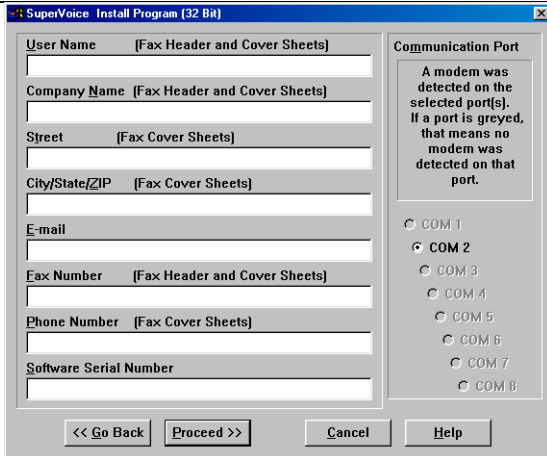 SuperVoice Install Program (32 Bit)
User Name (Fax Header and Cover Sheets)
Company Name (Fax Header and Cover Sheets)
Street (Fax Cover Sheets)
City/State/ZIP (Fax Cover Sheets)
E-mail
Fax Number (Fax Header and Cover Sheets)
Phone Number (Fax Cover Sheets)
Software Serial Number
Communication Port
A modem was
detected on the
selected port(s).
If a port is greyed,
that means no
modem was
detected on that
port.
COM 1
COM 2
COM 3
COM 4
COM 5
COM 6
COM 7
COM 8
<< Go Back Proceed >> Cancel Help